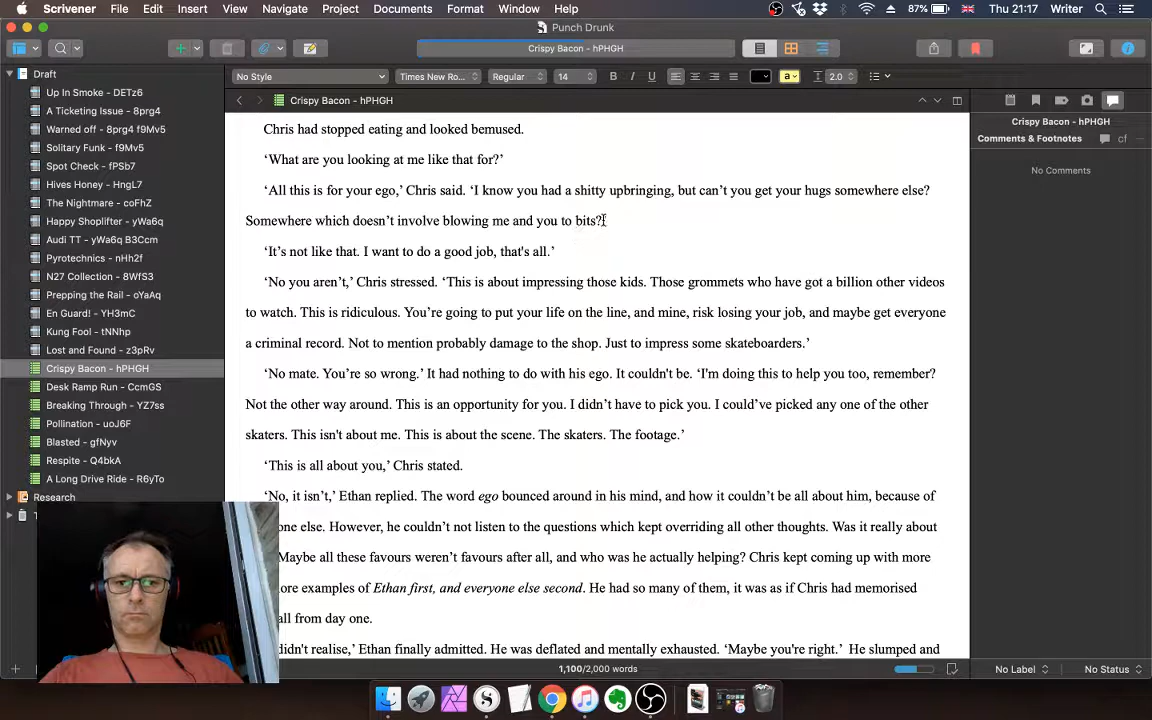 Scrivener File Edit Insert View Navigate Project Documents Format Window Help 87% Thu 21:17 Writer
Punch Drunk
Crispy Bacon - hPHGH
No Style Times New Ro... Regular 14 B I U a 2.0
Crispy Bacon - hPHGH
Draft
Up In Smoke - DETz6
A Ticketing Issue - 8prg4
Warned off - 8prg4 f9Mv5
Solitary Funk - f9Mv5
Spot Check - fPSb7
Hives Honey - HngL7
The Nightmare - coFhZ
Happy Shoplifter - yWa6q
Audi TT - yWa6q B3Ccm
Pyrotechnics - nHh2f
N27 Collection - 8WfS3
Prepping the Rail - oYaAq
En Guard! - YH3mC
Kung Fool - tNNhp
Lost and Found - z3pRv
Crispy Bacon - hPHGH
Desk Ramp Run - CcmGS
Breaking Through - YZ7ss
Pollination - uoJ6F
Blasted - gfNyv
Respite - Q4bkA
A Long Drive Ride - R6yTo
Research
T
Chris had stopped eating and looked bemused.
‘What are you looking at me like that for?’
‘All this is for your ego,’ Chris said. ‘I know you had a shitty upbringing, but can’t you get your hugs somewhere else?
Somewhere which doesn’t involve blowing me and you to bits?
‘It’s not like that. I want to do a good job, that's all.’
‘No you aren’t,’ Chris stressed. ‘This is about impressing those kids. Those grommets who have got a billion other videos
to watch. This is ridiculous. You’re going to put your life on the line, and mine, risk losing your job, and maybe get everyone
a criminal record. Not to mention probably damage to the shop. Just to impress some skateboarders.’
‘No mate. You’re so wrong.’ It had nothing to do with his ego. It couldn't be. ‘I'm doing this to help you too, remember?
Not the other way around. This is an opportunity for you. I didn’t have to pick you. I could’ve picked any one of the other
skaters. This isn't about me. This is about the scene. The skaters. The footage.’
‘This is all about you,’ Chris stated.
‘No, it isn’t,’ Ethan replied. The word ego bounced around in his mind, and how it couldn’t be all about him, because of
one else. However, he couldn’t not listen to the questions which kept overriding all other thoughts. Was it really about
Maybe all these favours weren’t favours after all, and who was he actually helping? Chris kept coming up with more
ore examples of Ethan first, and everyone else second. He had so many of them, it was as if Chris had memorised
all from day one.
didn't realise,’ Ethan finally admitted. He was deflated and mentally exhausted. ‘Maybe you're right.’ He slumped and
1,100/2,000 words
Crispy Bacon - hPHGH
Comments & Footnotes cf
No Comments
No Label No Status